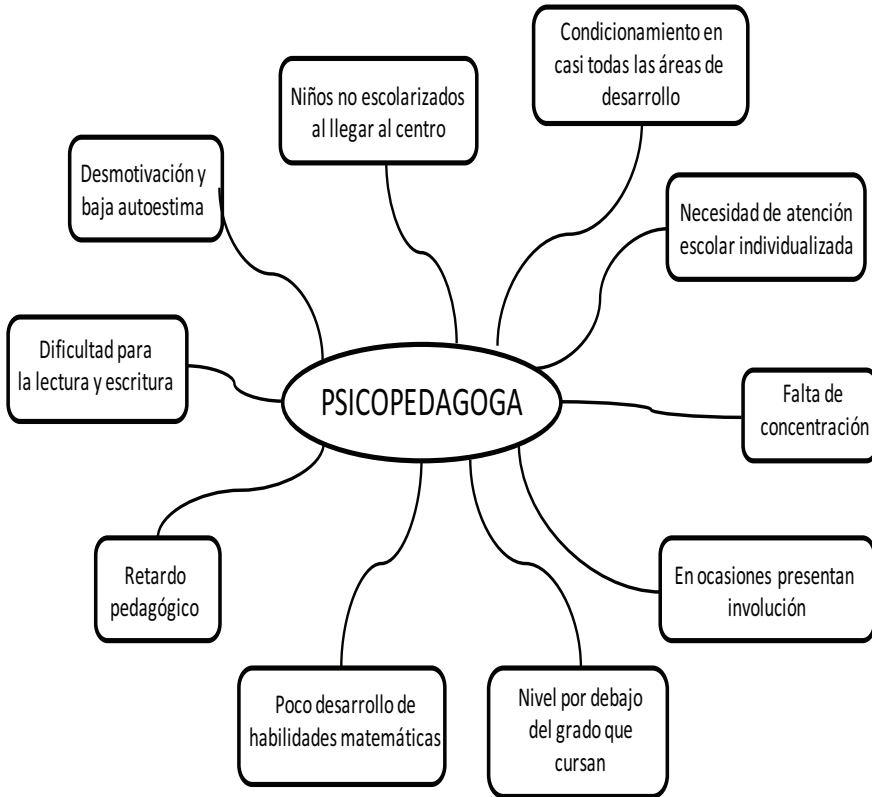 Condicionamiento en
casi todas las áreas de
desarrollo
Niños no escolarizados
al llegar al centro
Desmotivación y
baja autoestima
Necesidad de atención
escolar individualizada
Dificultad para
la lectura y escritura
PSICOPEDAGOGA
Falta de
concentración
Retardo
pedagógico
En ocasiones presentan
involución
Poco desarrollo de
habilidades matemáticas
Nivel por debajo
del grado que
cursan